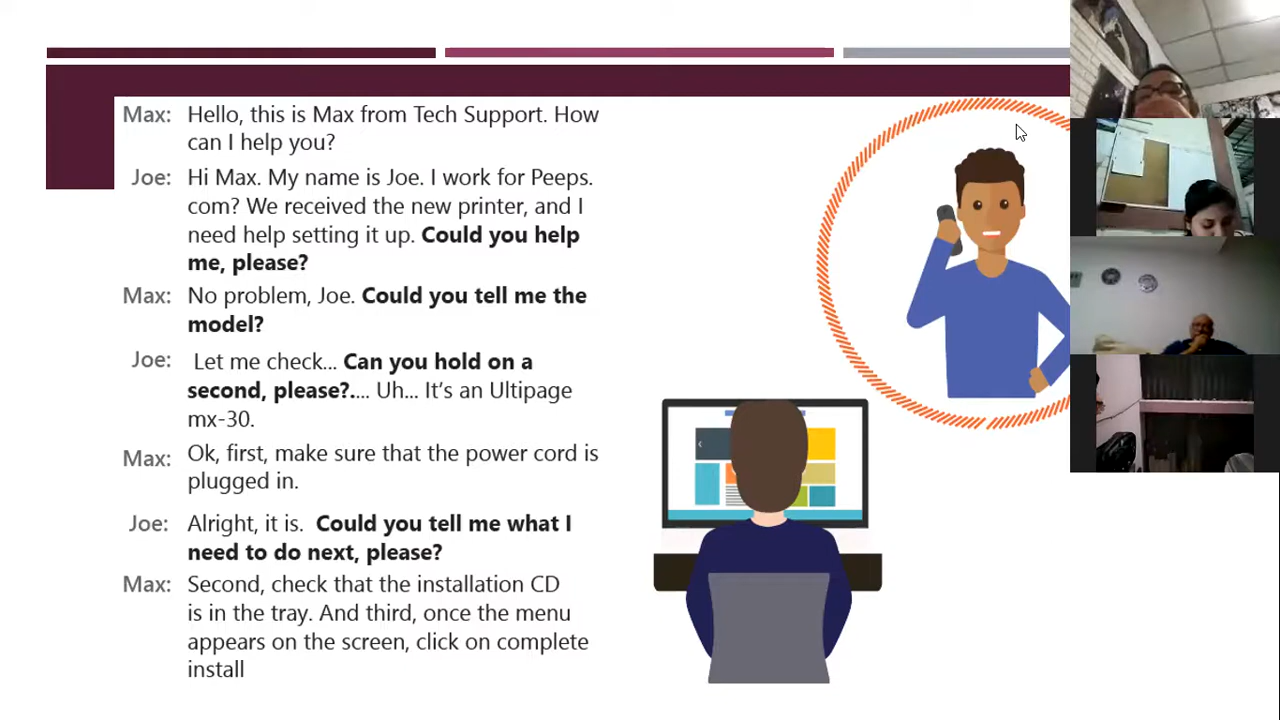 Max: Hello, this is Max from Tech Support. How
can I help you?
Joe: Hi Max. My name is Joe. I work for Peeps.
com? We received the new printer, and I
need help setting it up. Could you help
me, please?
Max: No problem, Joe. Could you tell me the
model?
Joe: Let me check... Can you hold on a
second, please?.... Uh... It's an Ultipage
mx-30.
Max: Ok, first, make sure that the power cord is
plugged in.
Joe: Alright, it is. Could you tell me what I
need to do next, please?
Max: Second, check that the installation CD
is in the tray. And third, once the menu
appears on the screen, click on complete
install